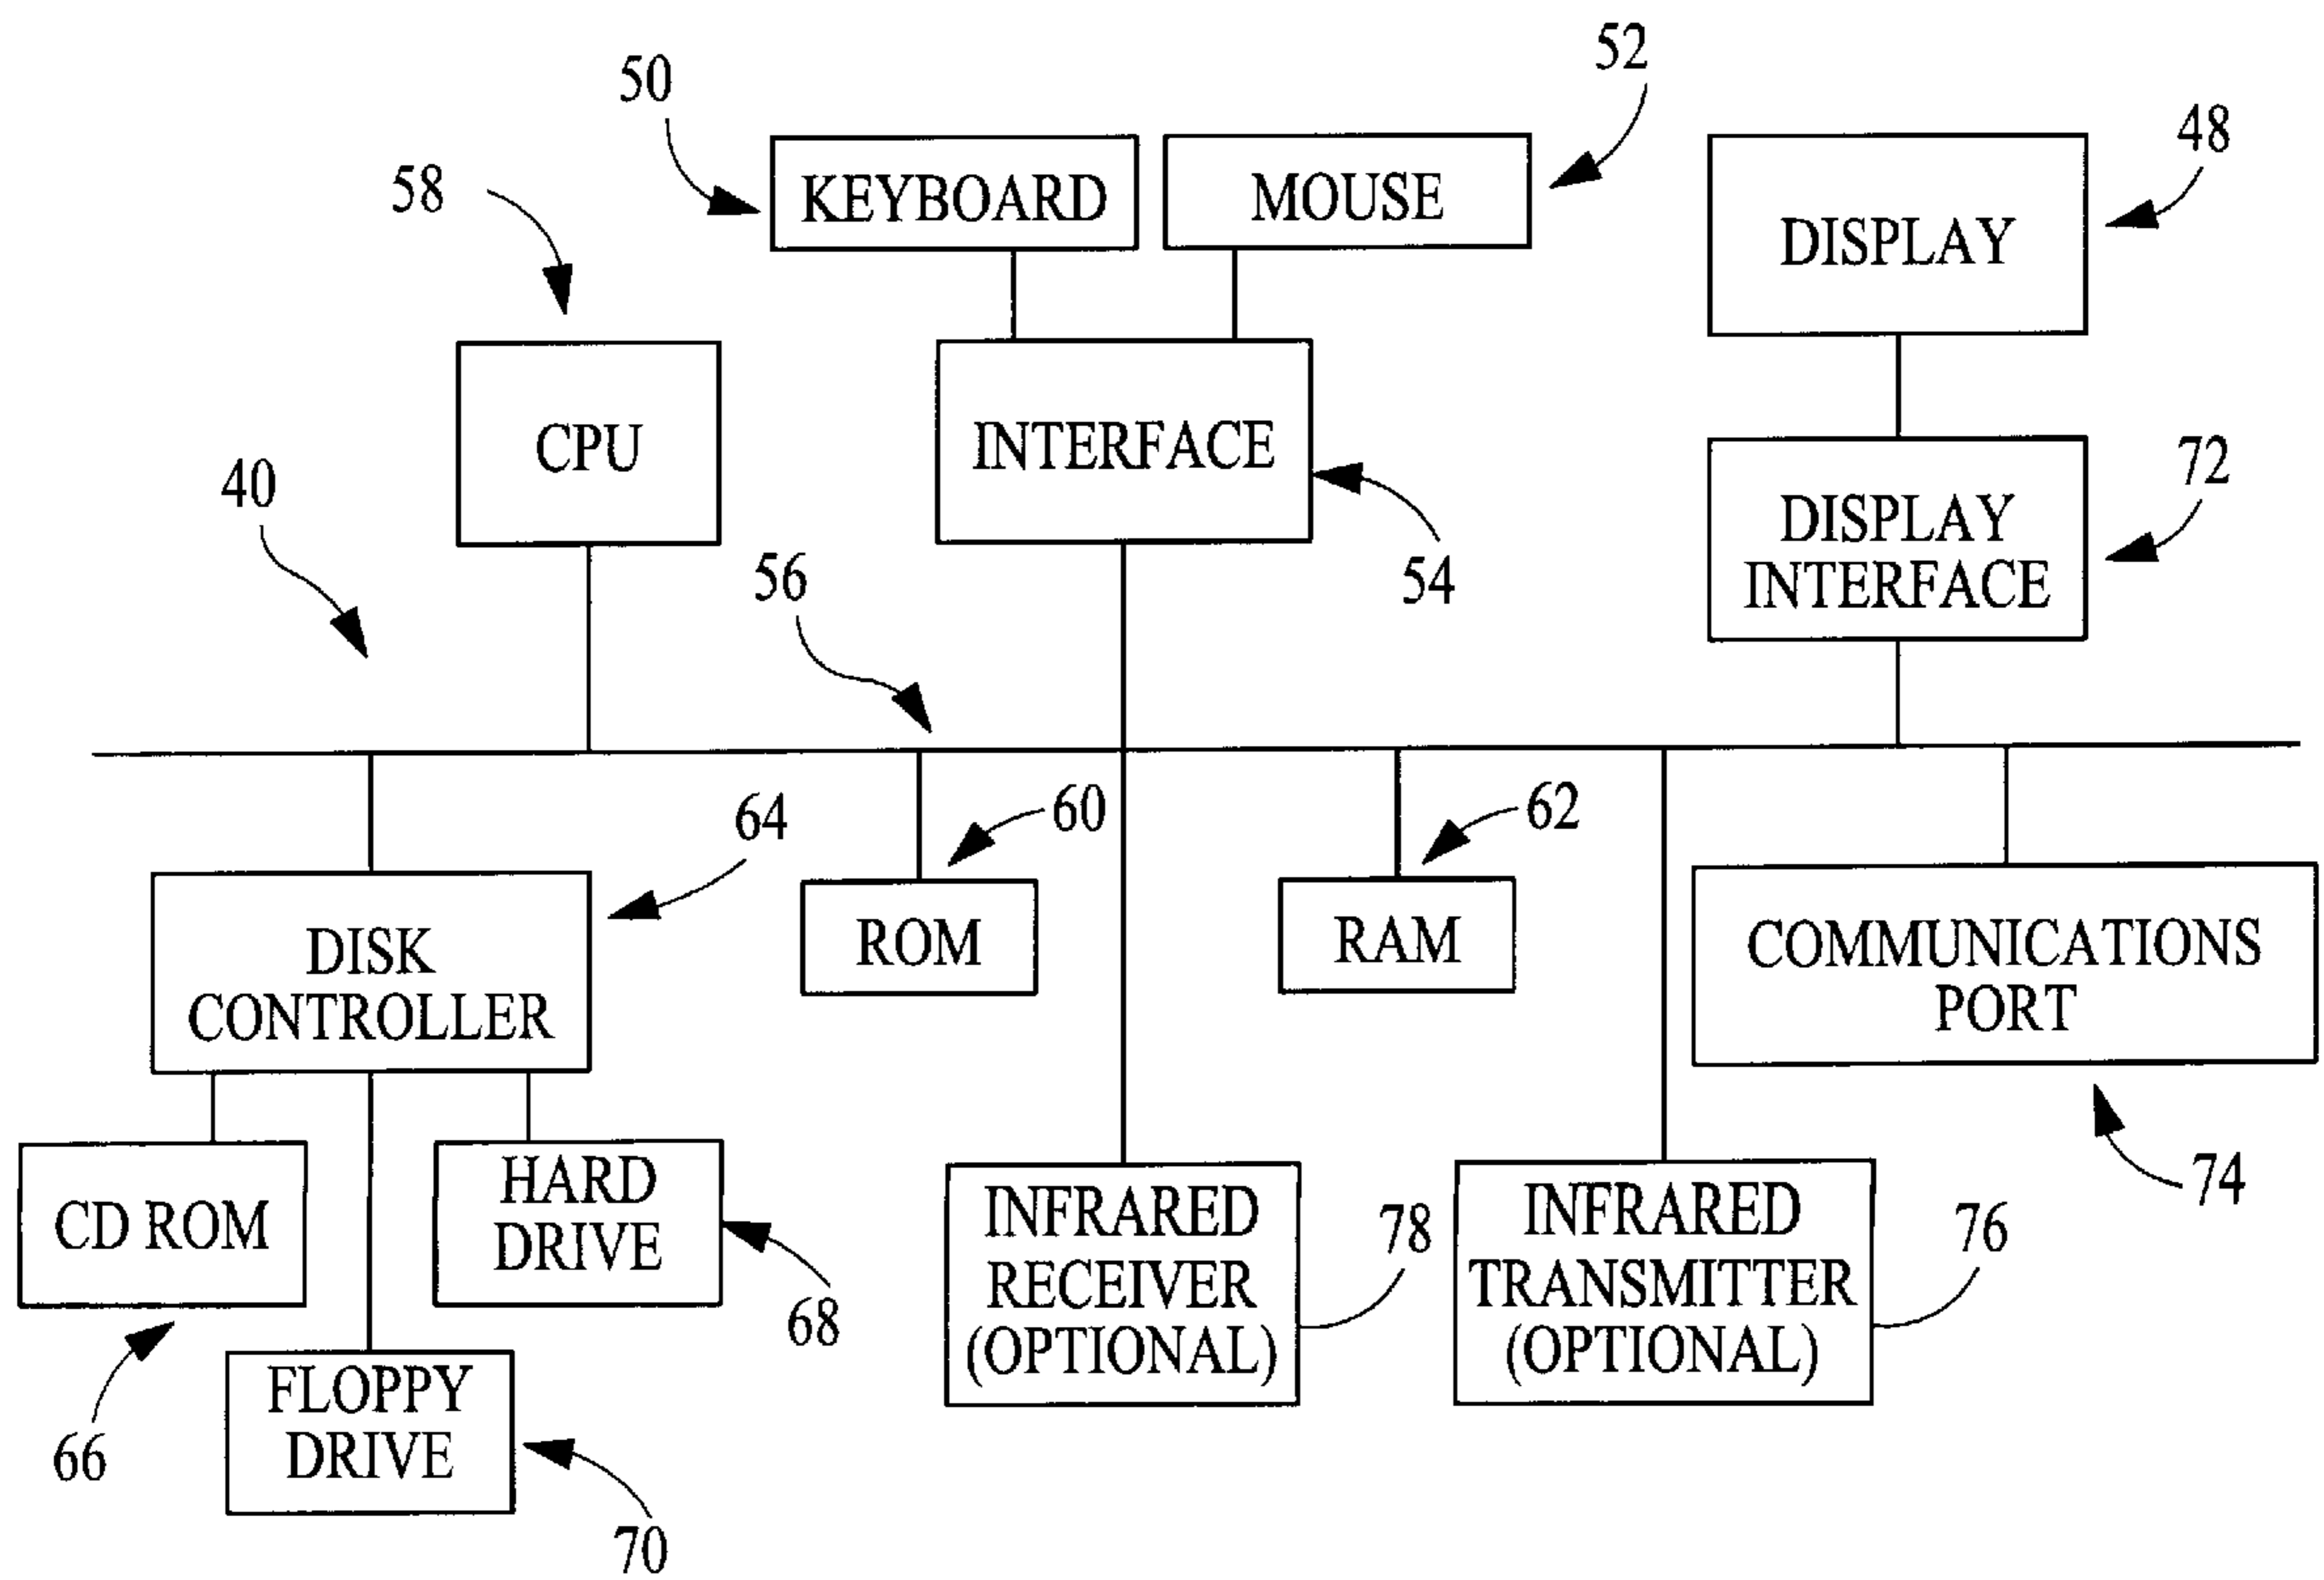 52
50
48
58
KEYBOARD
MOUSE
DISPLAY
CPU
INTERFACE
72
40
DISPLAY
INTERFACE
56
54
64
60
62
DISK
CONTROLLER
ROM
RAM
COMMUNICATIONS
PORT
74
CD ROM
HARD
DRIVE
INFRARED
RECEIVER
(OPTIONAL)
78
INFRARED
TRANSMITTER
(OPTIONAL)
76
68
FLOPPY
DRIVE
66
70